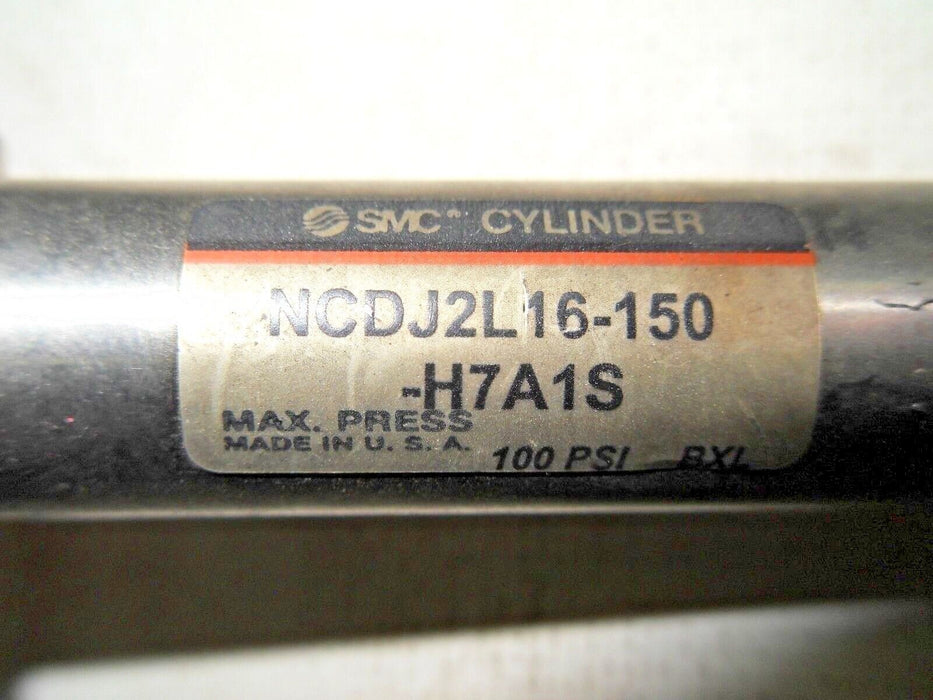 SMC® CYLINDER
NCDJ2L16-150
-H7A1S
MAX. PRESS
MADE IN U. S. A.
100 PSI BXL